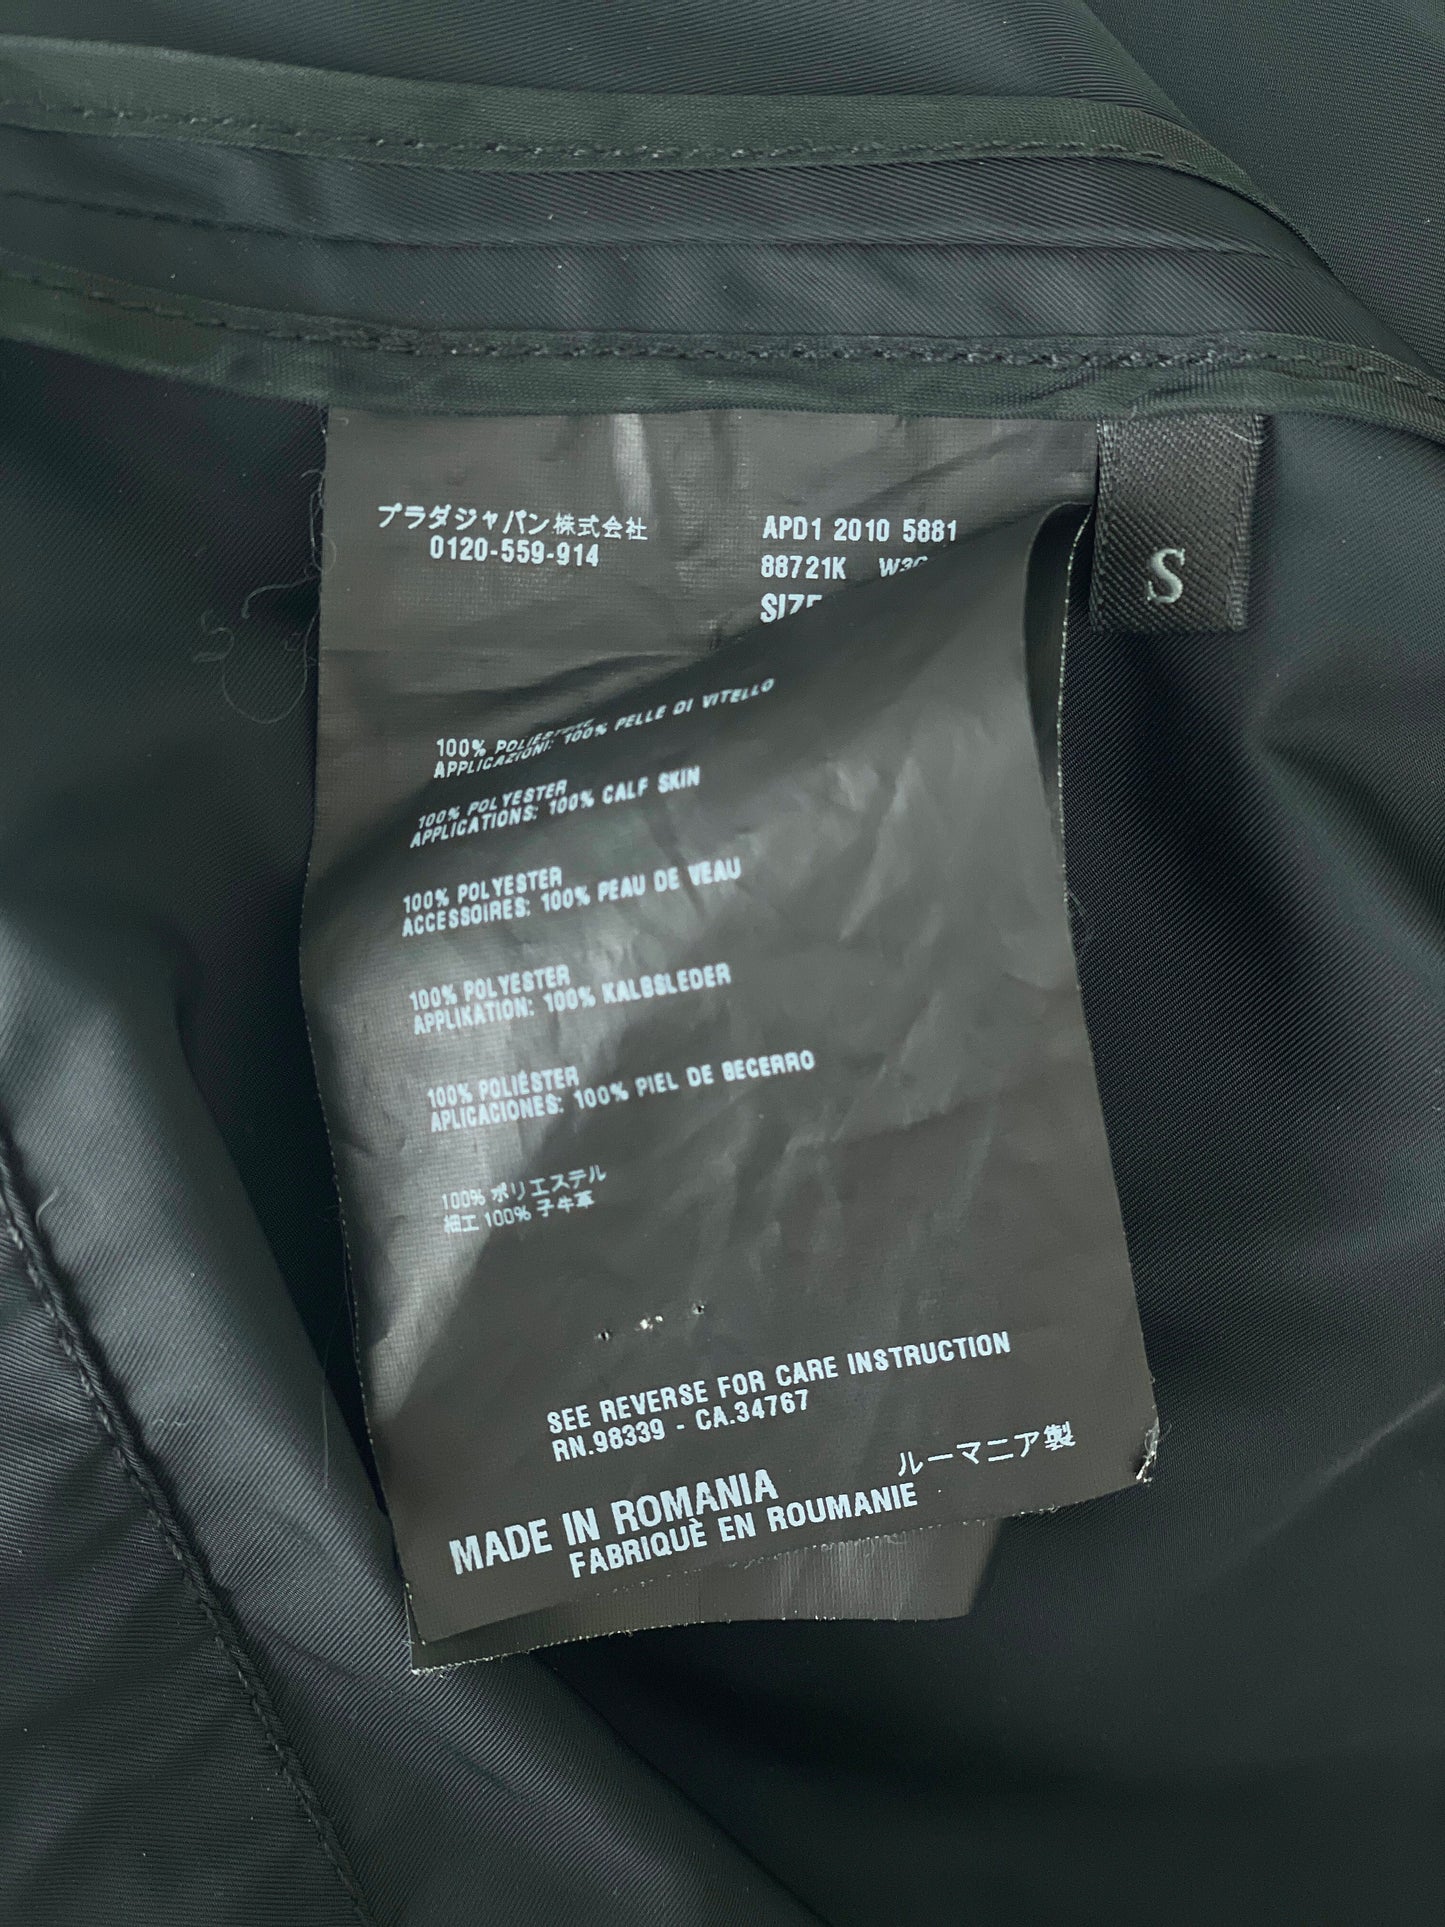 プラダジャパン株式会社
0120-559-914
APD1 2010 5881
88721K
S
100% POLIESTERE
APPLICAZIONI: 100% PELLE DI VITELLO
100% POLYESTER
APPLICATIONS: 100% CALF SKIN
100% POLYESTER
ACCESSOIRES: 100% PEAU DE VEAU
100% POLYESTER
APPLIKATION: 100% KALBSLEDER
100% POLIÉSTER
APLICACIONES: 100% PIEL DE BECERRO
100% ポリエステル
細工 100% 子牛革
SEE REVERSE FOR CARE INSTRUCTION
RN.98339 - CA.34767
ルーマニア製
MADE IN ROMANIA
FABRIQUÈ EN ROUMANIE